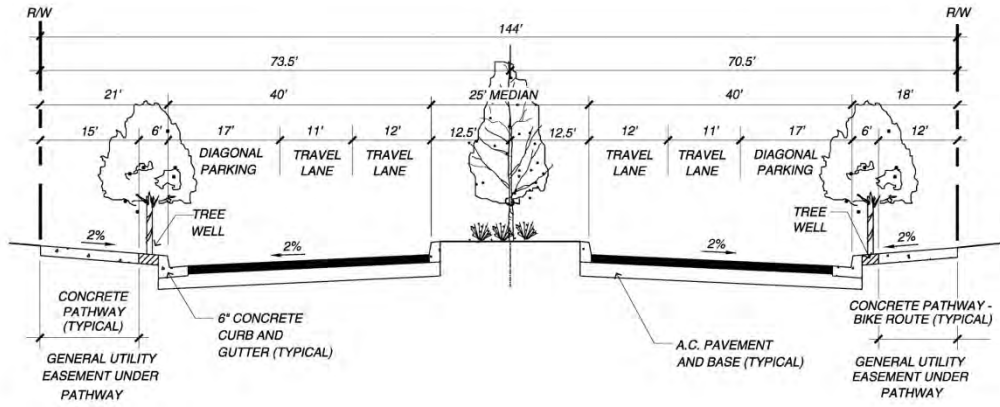 R/W
R/W
144'
73.5'
70.5'
21'
40'
25' MEDIAN
40'
18'
15'
6'
17'
11'
12'
12.5'
12.5'
12'
11'
17'
6'
12'
DIAGONAL
PARKING
TRAVEL
LANE
TRAVEL
LANE
TRAVEL
LANE
TRAVEL
LANE
DIAGONAL
PARKING
TREE
WELL
TREE
WELL
2%
2%
2%
2%
CONCRETE
PATHWAY
(TYPICAL)
6" CONCRETE
CURB AND
GUTTER (TYPICAL)
A.C. PAVEMENT
AND BASE (TYPICAL)
CONCRETE PATHWAY -
BIKE ROUTE (TYPICAL)
GENERAL UTILITY
EASEMENT UNDER
PATHWAY
GENERAL UTILITY
EASEMENT UNDER
PATHWAY